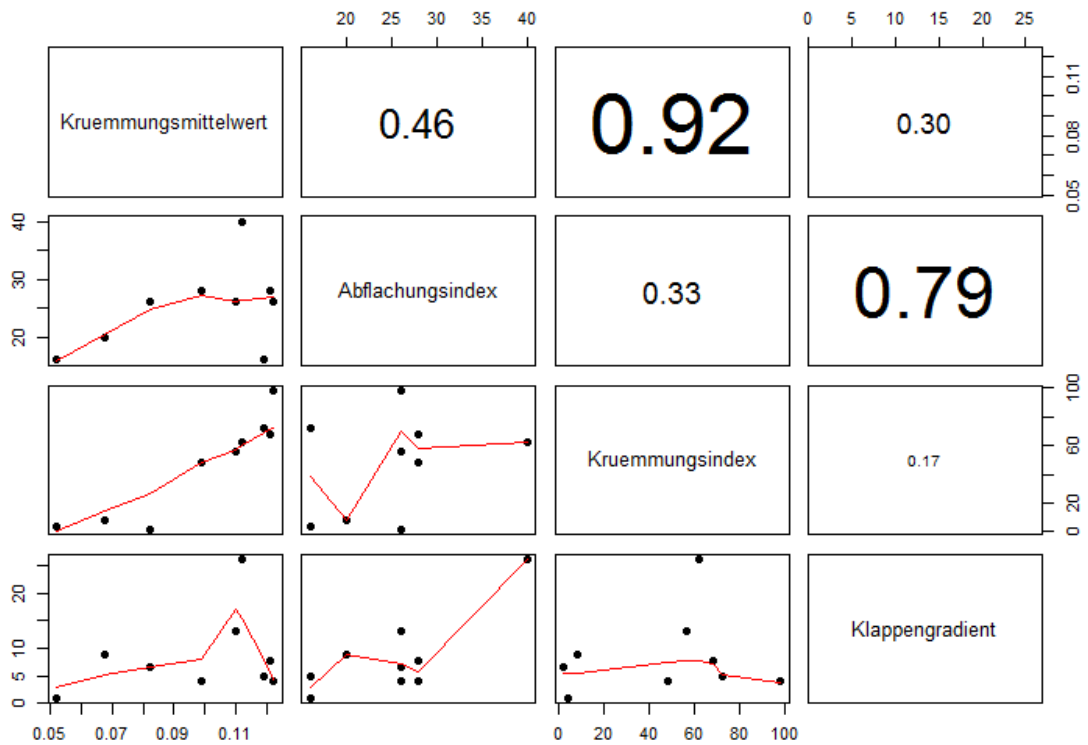 20 25 30 35 40
0 5 10 15 20 25
Kruemmungsmittelwert
0.46
0.92
0.30
0.05 0.08 0.11
20 30 40
Abflachungsindex
0.33
0.79
Kruemmungsindex
0.17
0 20 60 100
0 5 10 20
Klappengradient
0.05 0.07 0.09 0.11
0 20 40 60 80 100